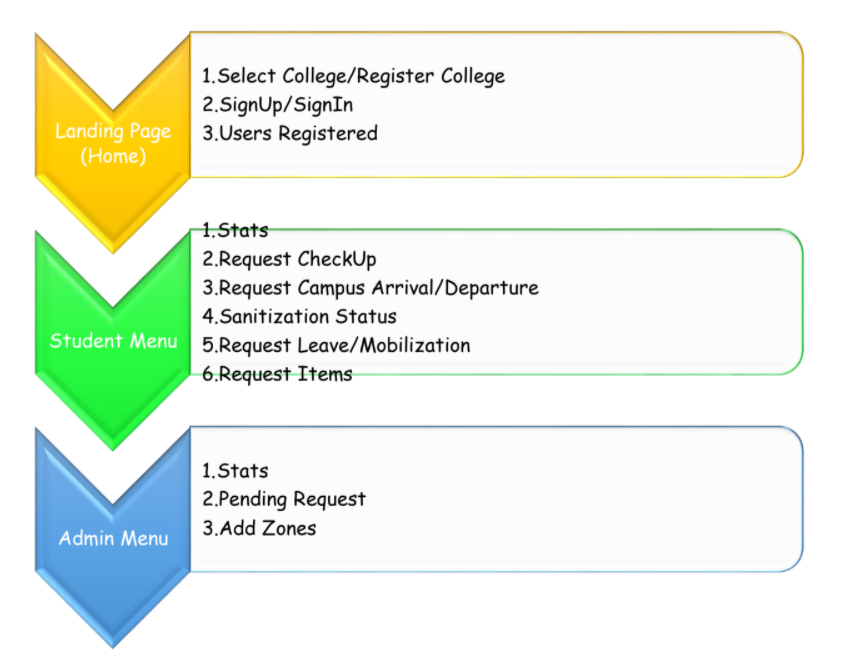 Landing Page
(Home)
1.Select College/Register College
2.SignUp/SignIn
3.Users Registered
Student Menu
1.Stats
2.Request CheckUp
3.Request Campus Arrival/Departure
4.Sanitization Status
5.Request Leave/Mobilization
6.Request Items
Admin Menu
1.Stats
2.Pending Request
3.Add Zones